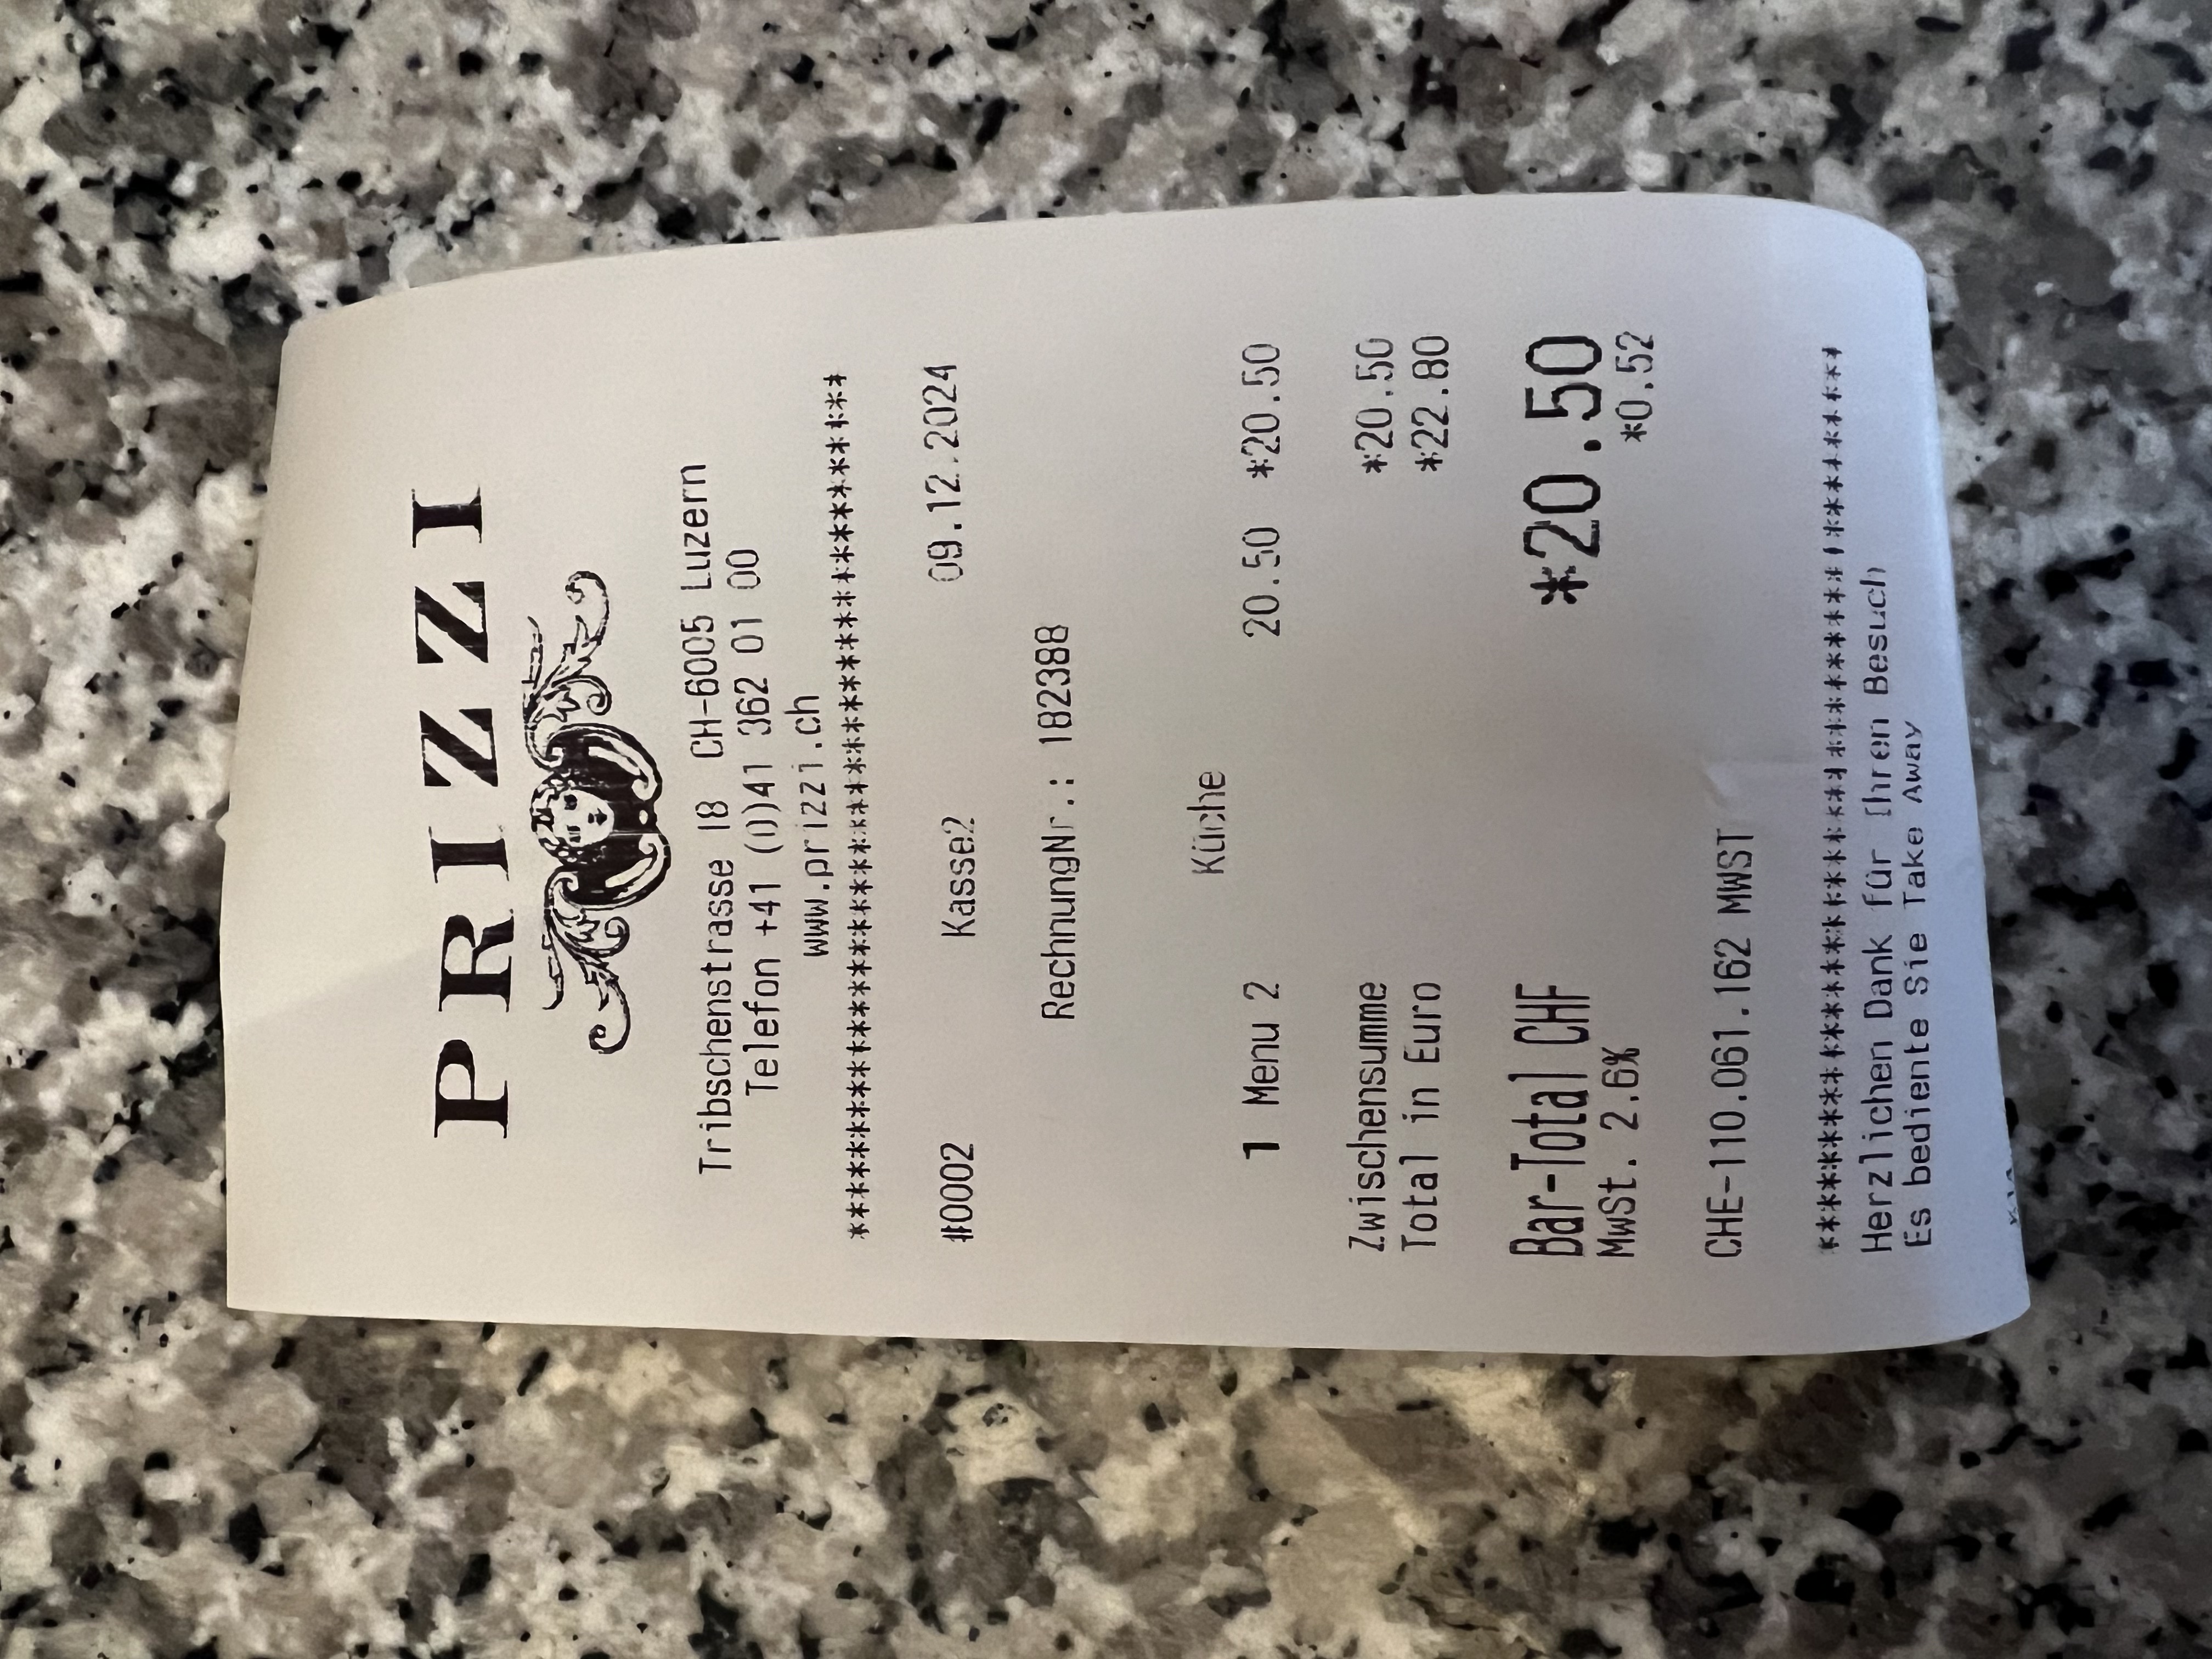 PRIZZI
Tribschenstrasse 18 CH-6005 Luzern
Telefon +41 (0)41 362 01 00
www.prizzi.ch
*******************************************
#0002 Kasse2 09.12.2024
RechnungNr.: 182388
Küche
1 Menu 2 20.50 *20.50
Zwischensumme *20.50
Total in Euro *22.80
Bar-Total CHF *20.50
MwSt. 2.6% *0.52
CHE-110.061.162 MWST
******************************************
Herzlichen Dank für Ihren Besuch
Es bediente Sie Take Away